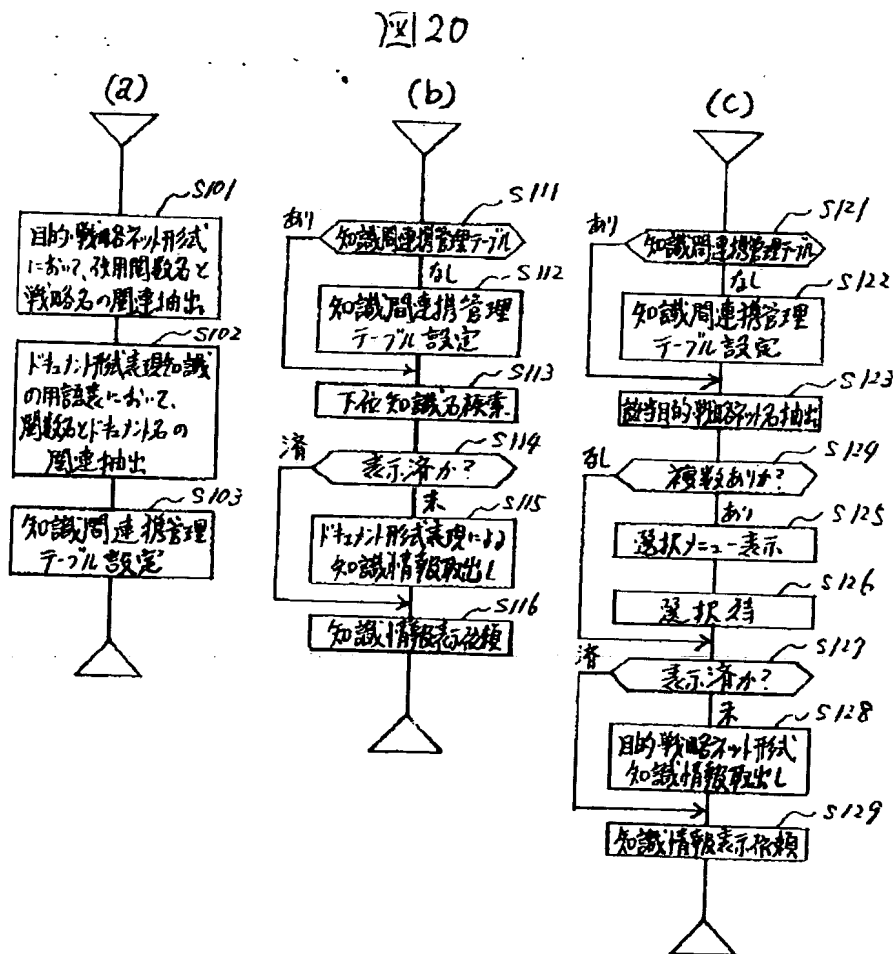 図20
(a)
S101
目的・戦略ネット形式
において、使用関数名と
戦略名の関連抽出
S102
ドキュメント形式表現知識
の用語表において、
関数名とドキュメント名の
関連抽出
S103
知識間連携管理
テーブル設定
(b)
S111
知識間連携管理テーブル
あり
なし
S112
知識間連携管理
テーブル設定
S113
下位知識名検索
S114
表示済か?
済
未
S115
ドキュメント形式表現による
知識情報取出し
S116
知識情報表示依頼
(c)
S121
知識間連携管理テーブル
あり
なし
S122
知識間連携管理
テーブル設定
S123
該当目的戦略ネット名抽出
S124
複数ありか?
なし
あり
S125
選択メニュー表示
S126
選択待
S127
表示済か?
済
未
S128
目的・戦略ネット形式
知識情報取出し
S129
知識情報表示依頼